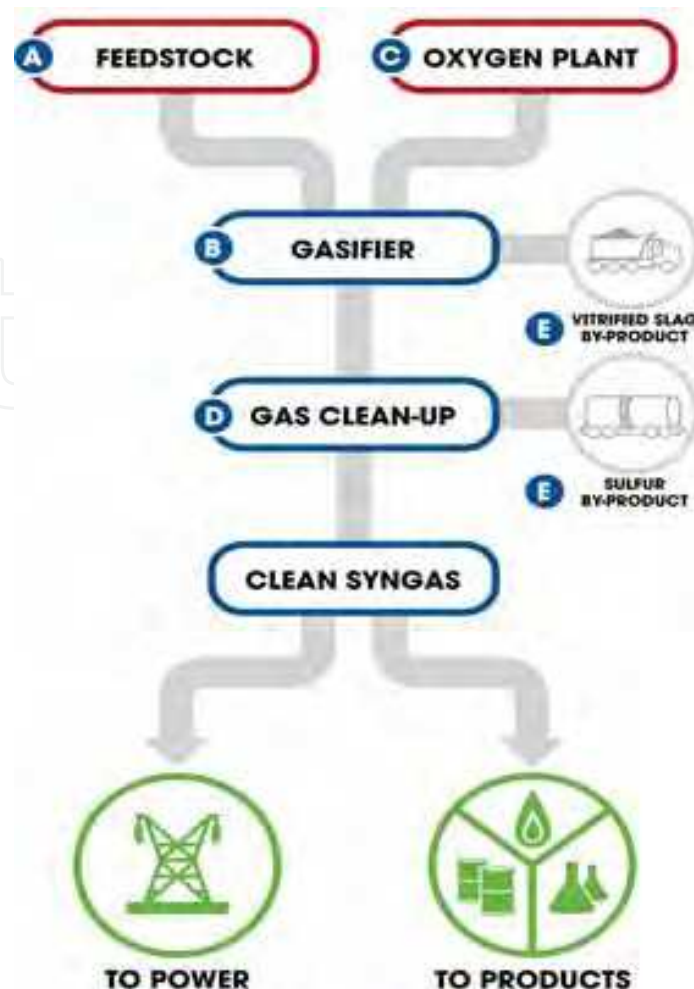 A FEEDSTOCK
C OXYGEN PLANT
B GASIFIER
E VITRIFIED SLAG
BY-PRODUCT
D GAS CLEAN-UP
E SULFUR
BY-PRODUCT
CLEAN SYNGAS
TO POWER
TO PRODUCTS